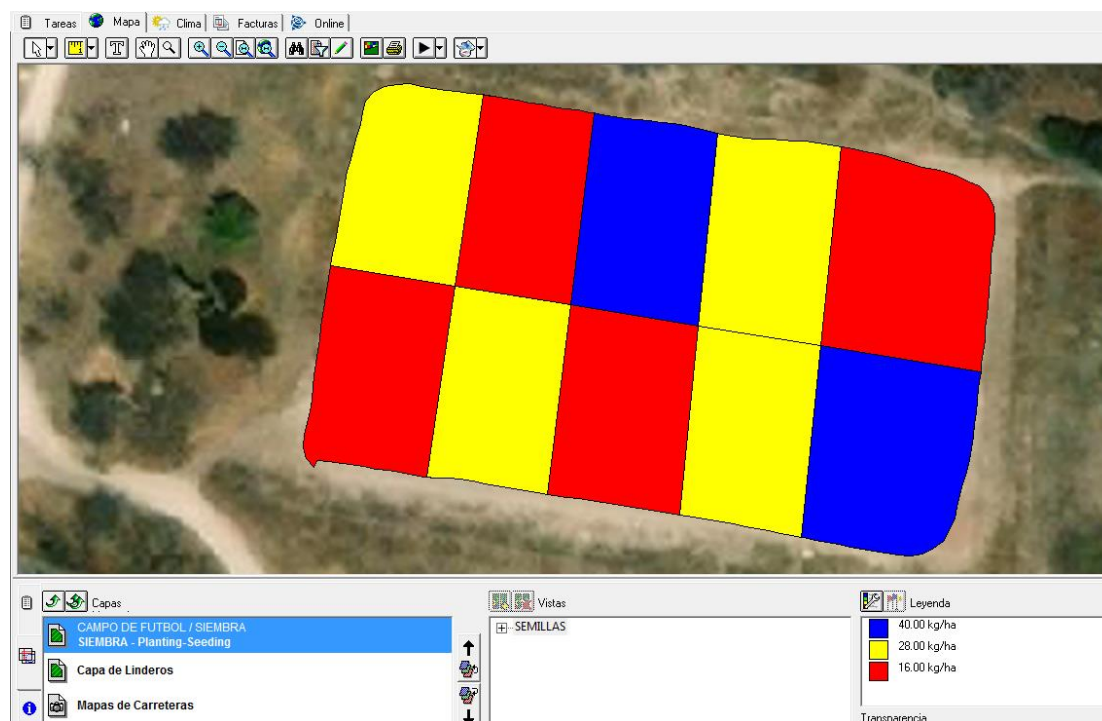 Tareas Mapa Clima Facturas Online
T
Capas Vistas Leyenda
CAMPO DE FUTBOL / SIEMBRA
SIEMBRA - Planting-Seeding
Capa de Linderos
Mapas de Carreteras
SEMILLAS
40.00 kg/ha
28.00 kg/ha
16.00 kg/ha
Transparencia